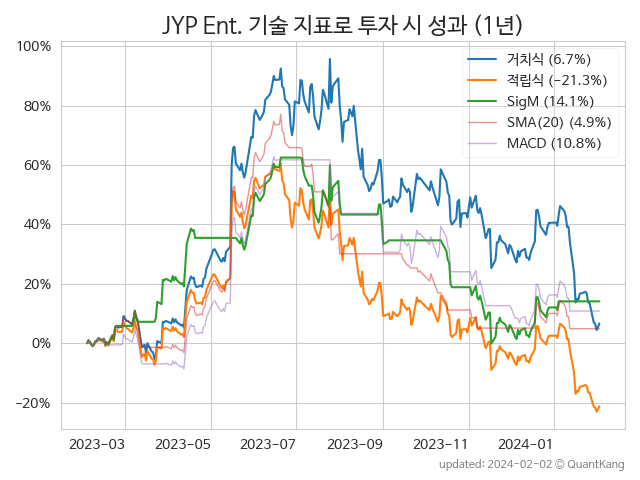 JYP Ent. 기술 지표로 투자 시 성과 (1년)
100%
80%
60%
40%
20%
0%
−20%
거치식 (6.7%)
적립식 (−21.3%)
SigM (14.1%)
SMA(20) (4.9%)
MACD (10.8%)
2023-03 2023-05 2023-07 2023-09 2023-11 2024-01
updated: 2024-02-02 © QuantKang